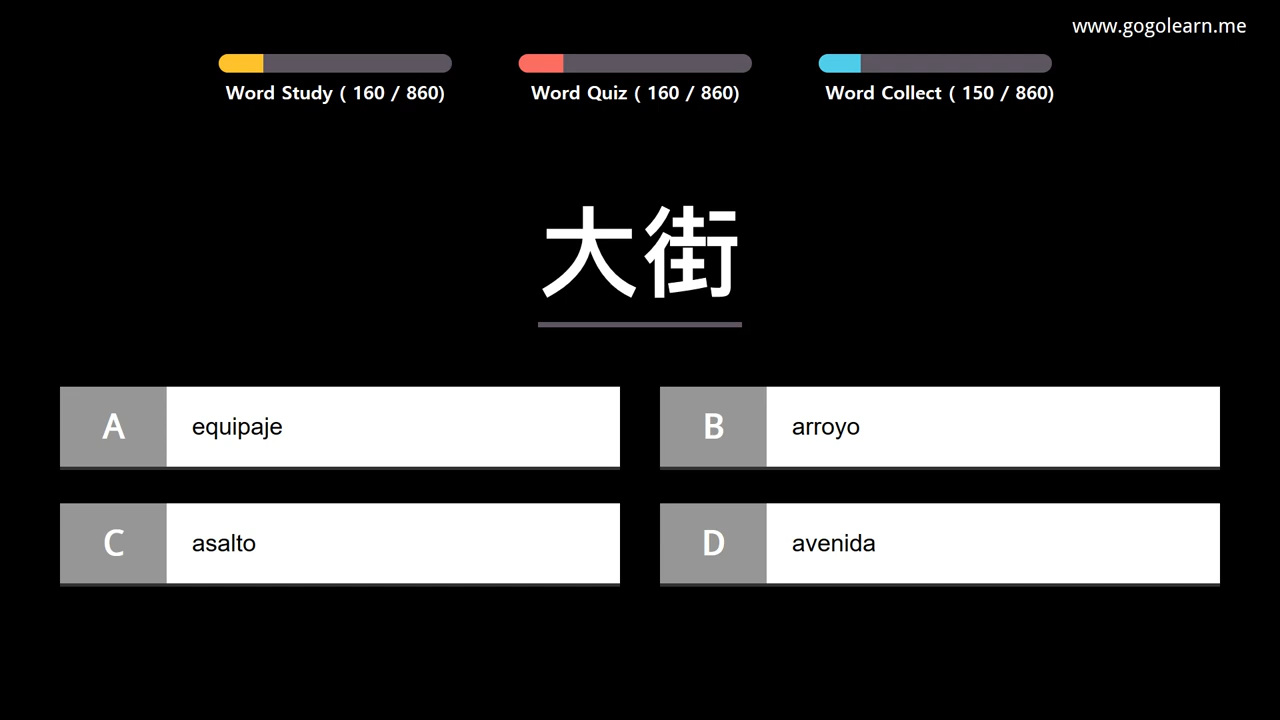 www.gogolearn.me
Word Study ( 160 / 860)
Word Quiz ( 160 / 860)
Word Collect ( 150 / 860)
大街
A equipaje
B arroyo
C asalto
D avenida